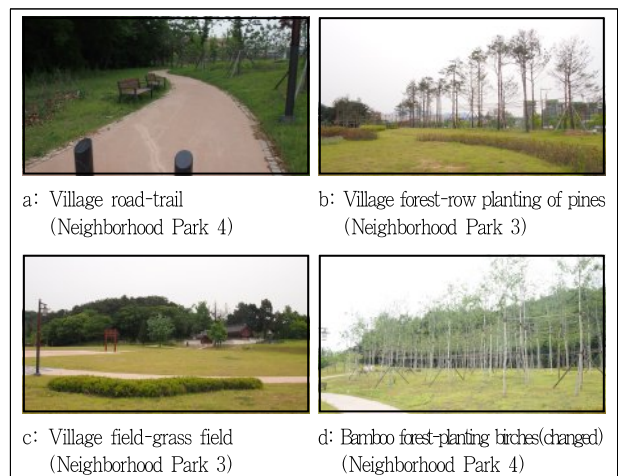 a: Village road-trail
(Neighborhood Park 4)
b: Village forest-row planting of pines
(Neighborhood Park 3)
c: Village field-grass field
(Neighborhood Park 3)
d: Bamboo forest-planting birches(changed)
(Neighborhood Park 4)